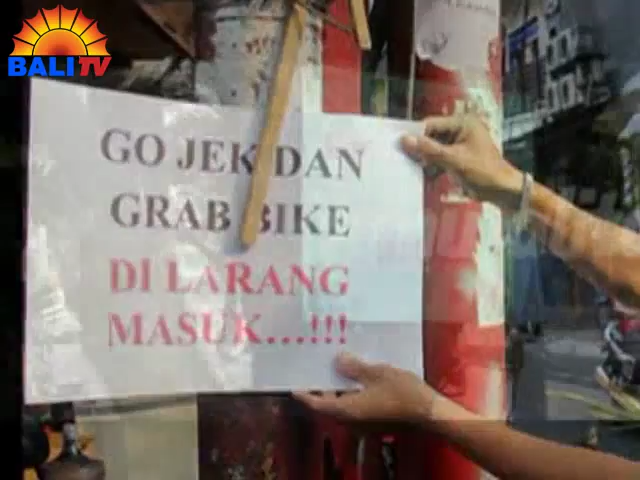 BALI TV
GO JEK DAN
GRAB BIKE
DI LARANG
MASUK...!!!